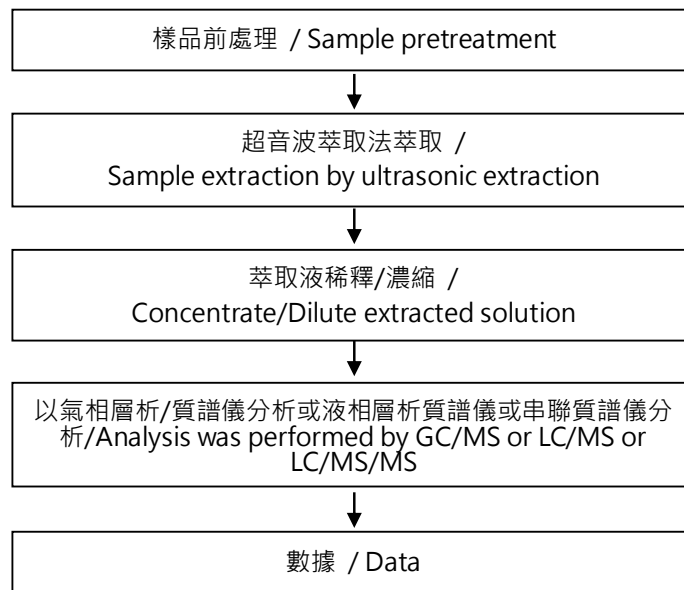 樣品前處理 / Sample pretreatment
超音波萃取法萃取 /
Sample extraction by ultrasonic extraction
萃取液稀釋/濃縮 /
Concentrate/Dilute extracted solution
以氣相層析/質譜儀分析或液相層析質譜儀或串聯質譜儀分
析/Analysis was performed by GC/MS or LC/MS or
LC/MS/MS
數據 / Data